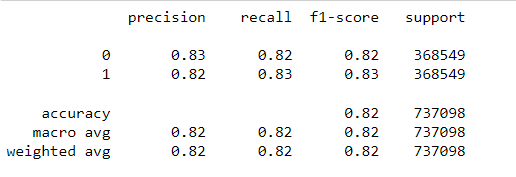 precision recall f1-score support
0 0.83 0.82 0.82 368549
1 0.82 0.83 0.83 368549
accuracy 0.82 737098
macro avg 0.82 0.82 0.82 737098
weighted avg 0.82 0.82 0.82 737098